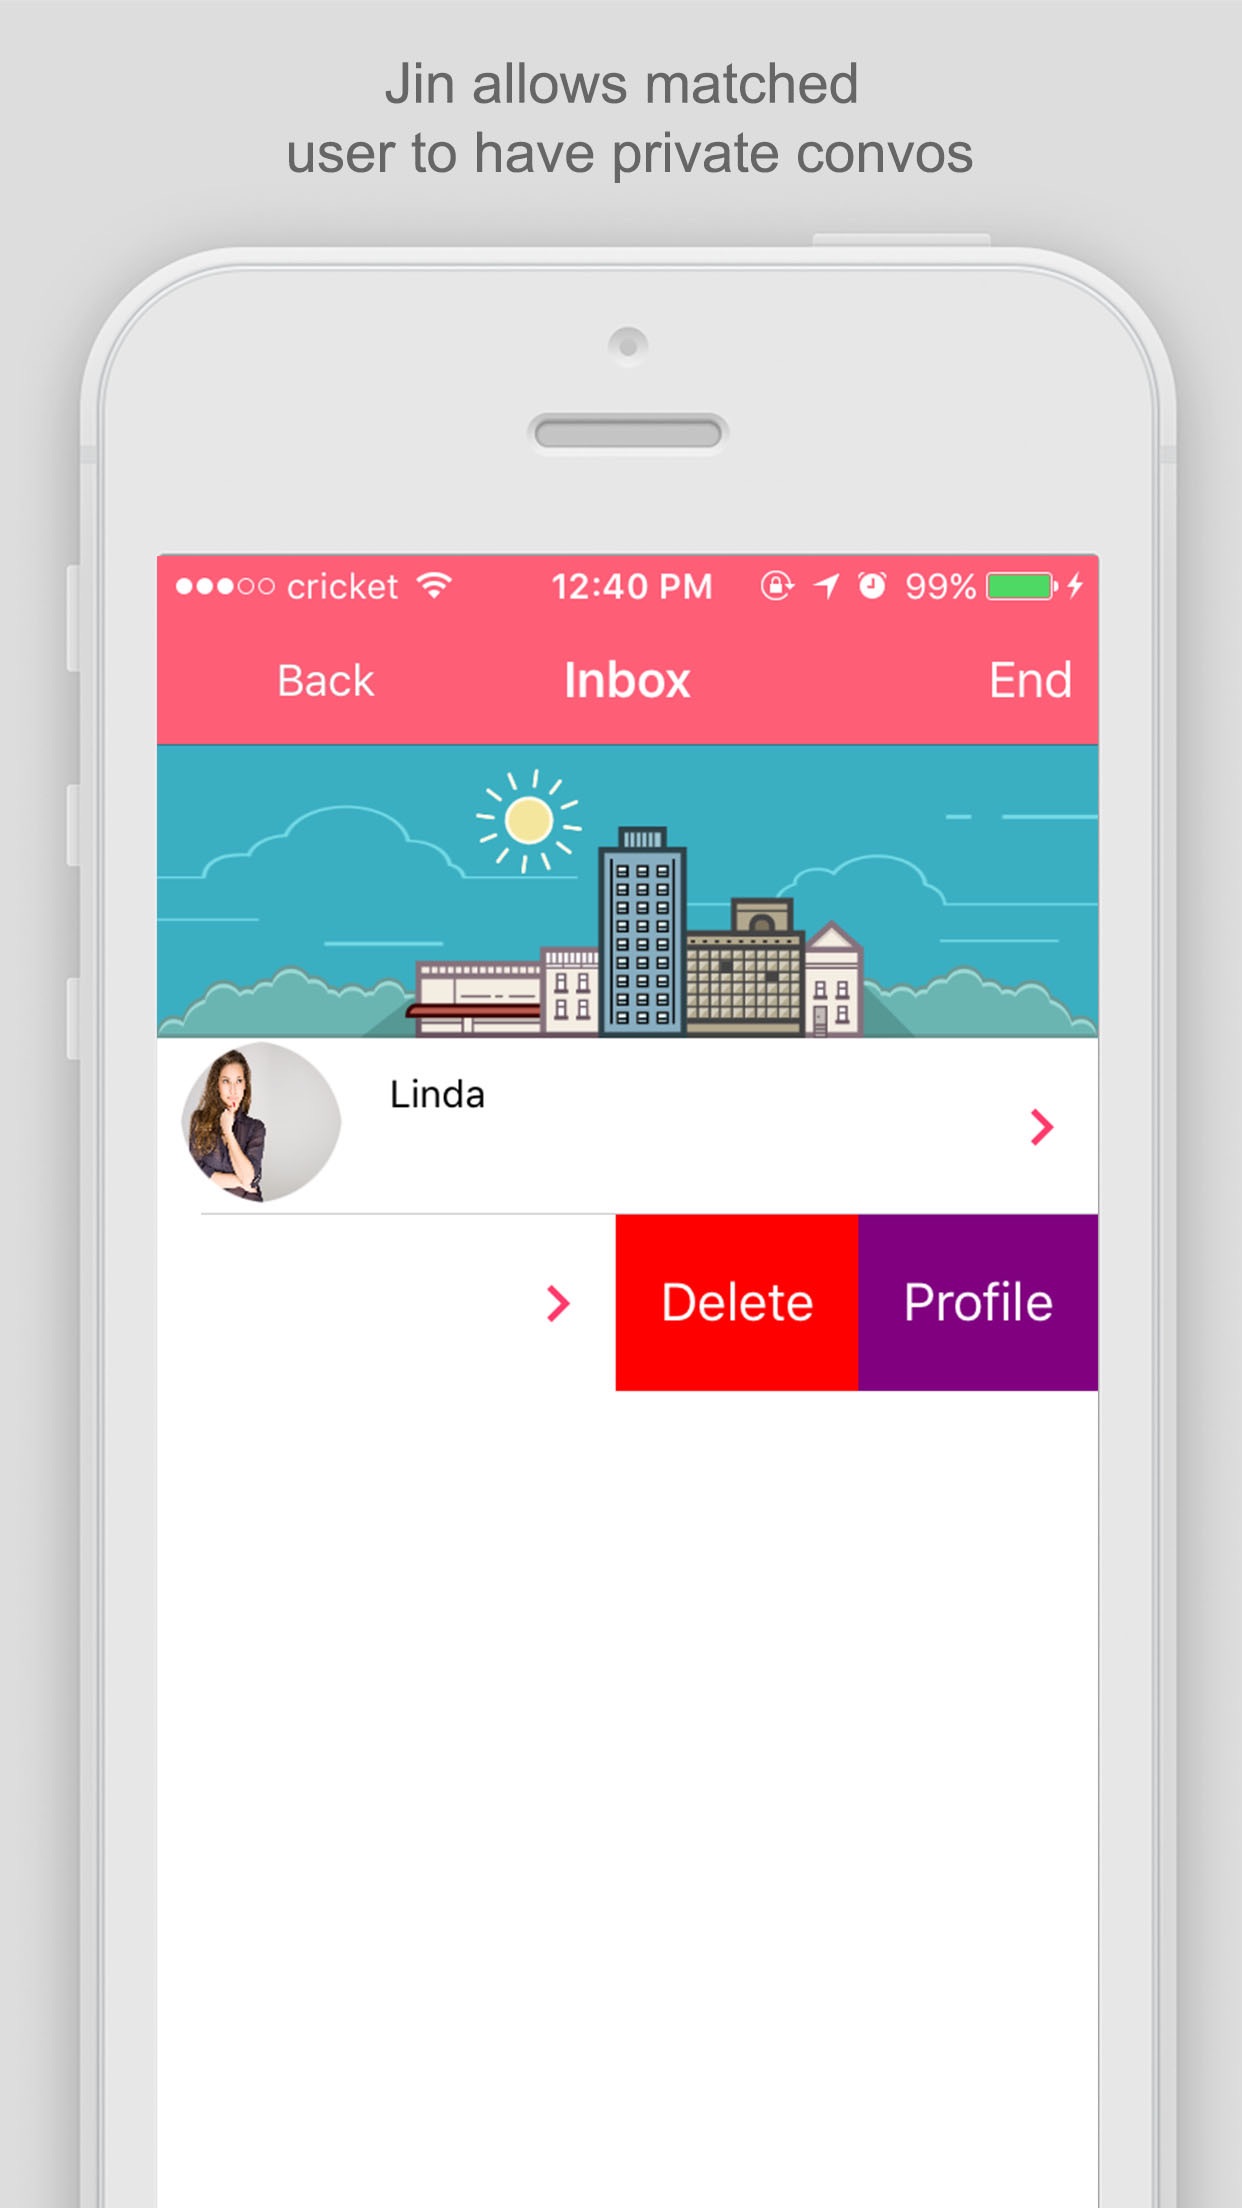 Jin allows matched
user to have private convos
cricket 12:40 PM 99%
Back Inbox End
Linda
Delete Profile